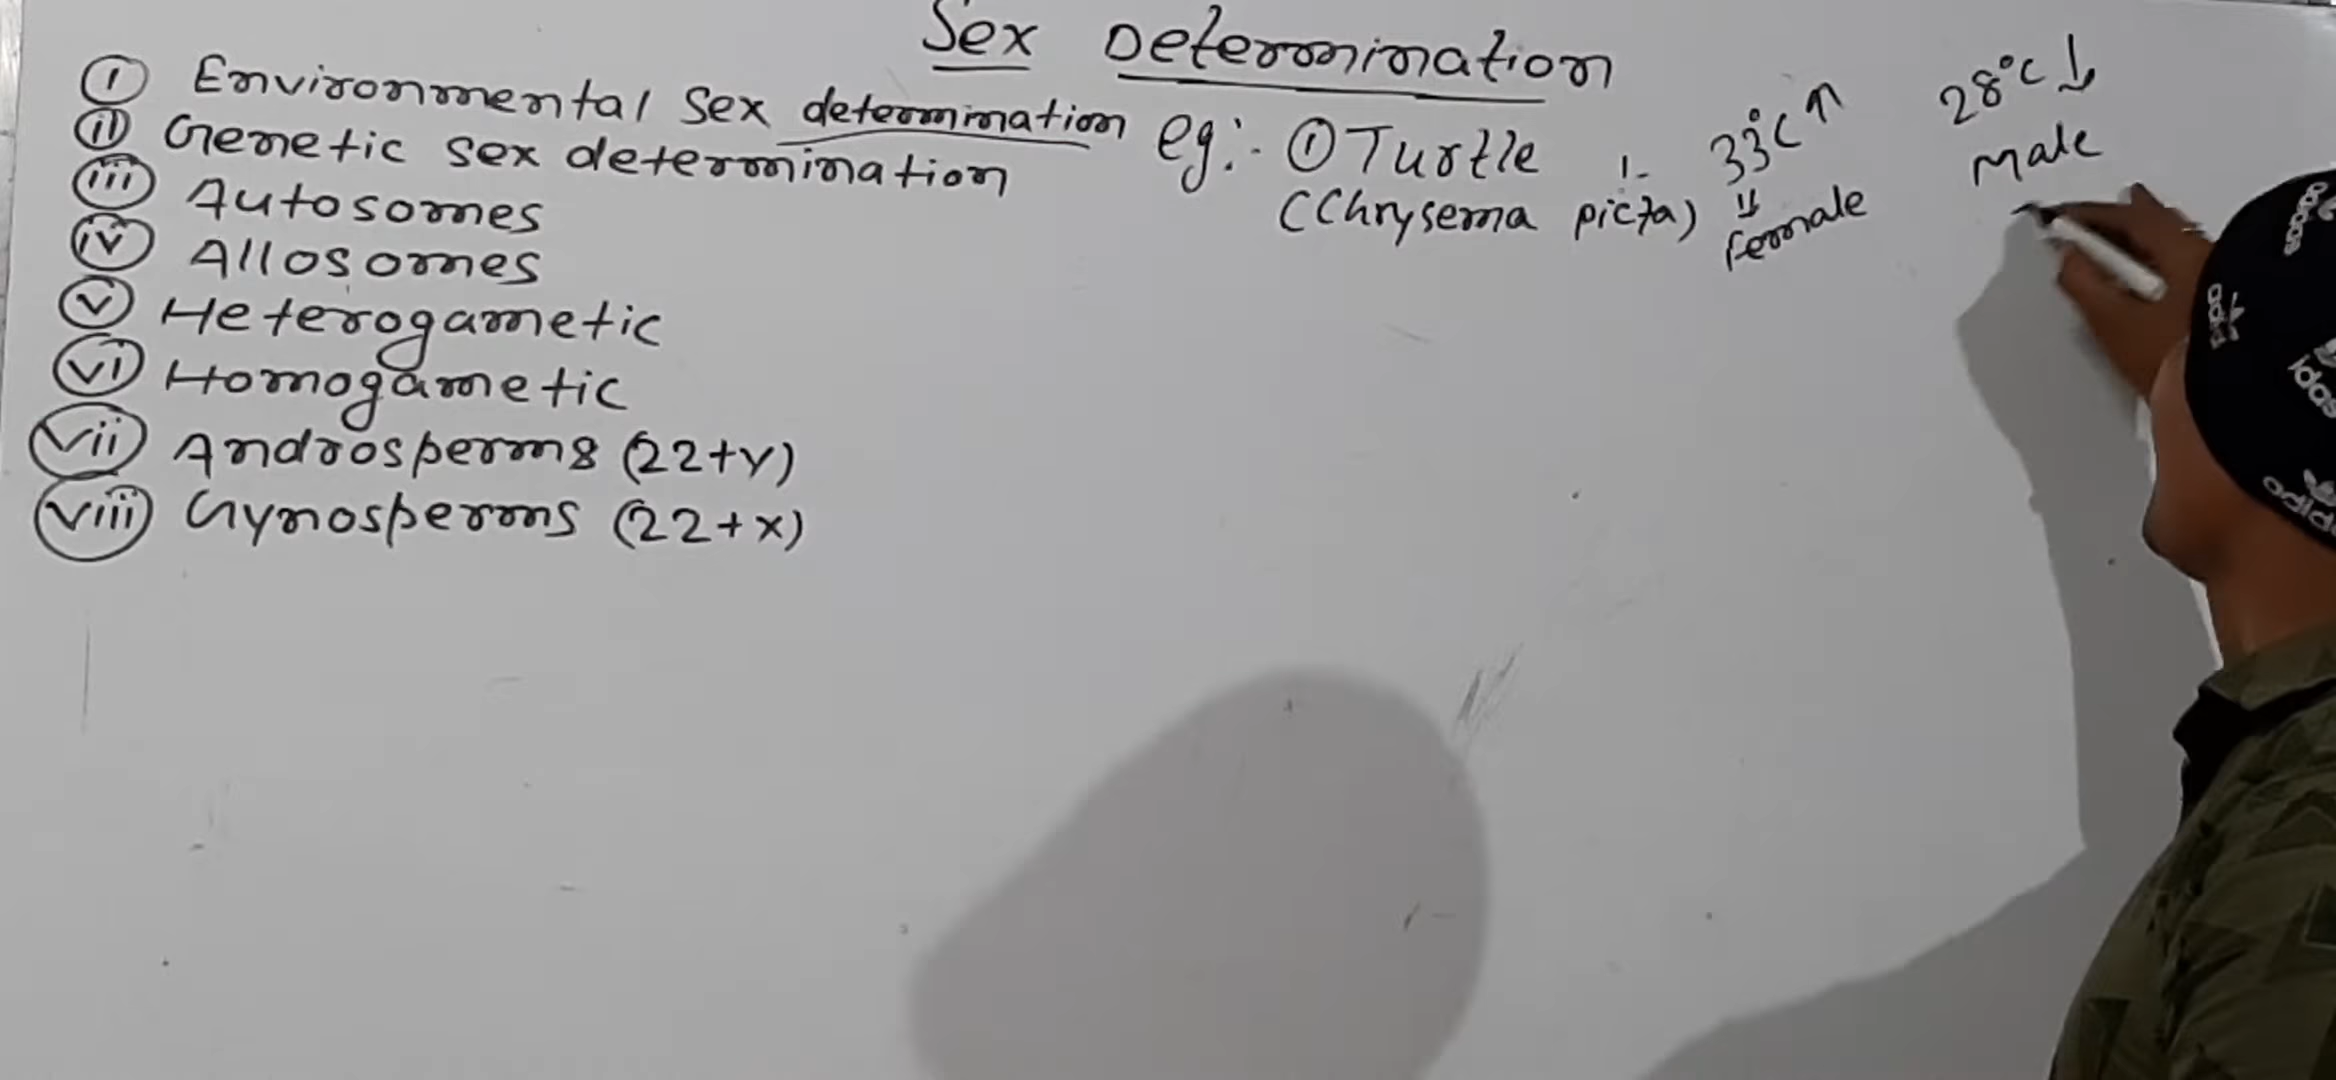 Sex Determination
(i) Environmental sex determination
eg:- ① Turtle :- 33°C↑ 28°C↓
(Chrysema picta) ⇓ female Male
(ii) Genetic sex determination
(iii) Autosomes
(iv) Allosomes
(v) Heterogametic
(vi) Homogametic
(vii) Androsperms (22+y)
(viii) Gynosperms (22+x)
adidas